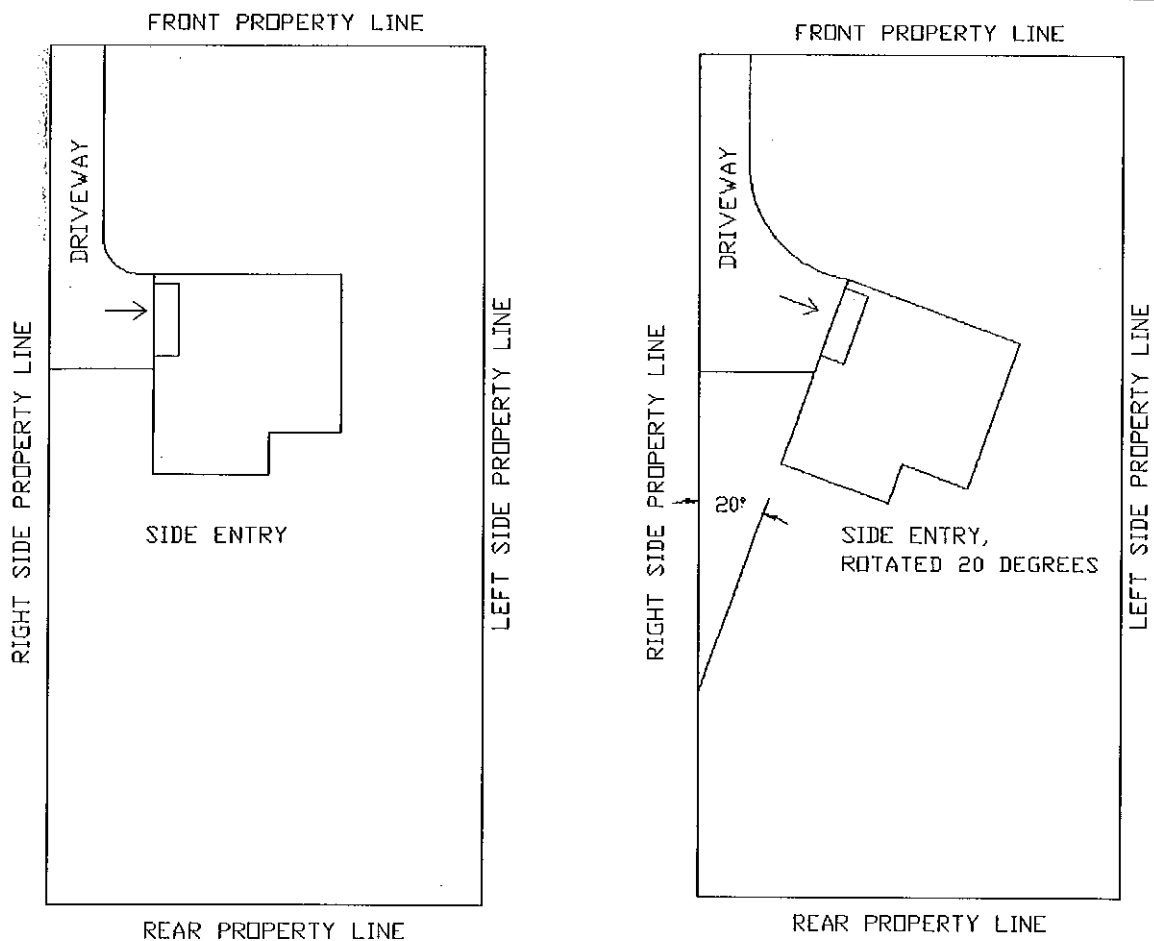 FRONT PROPERTY LINE
DRIVEWAY
RIGHT SIDE PROPERTY LINE
LEFT SIDE PROPERTY LINE
SIDE ENTRY
REAR PROPERTY LINE
FRONT PROPERTY LINE
DRIVEWAY
RIGHT SIDE PROPERTY LINE
LEFT SIDE PROPERTY LINE
20°
SIDE ENTRY,
ROTATED 20 DEGREES
REAR PROPERTY LINE